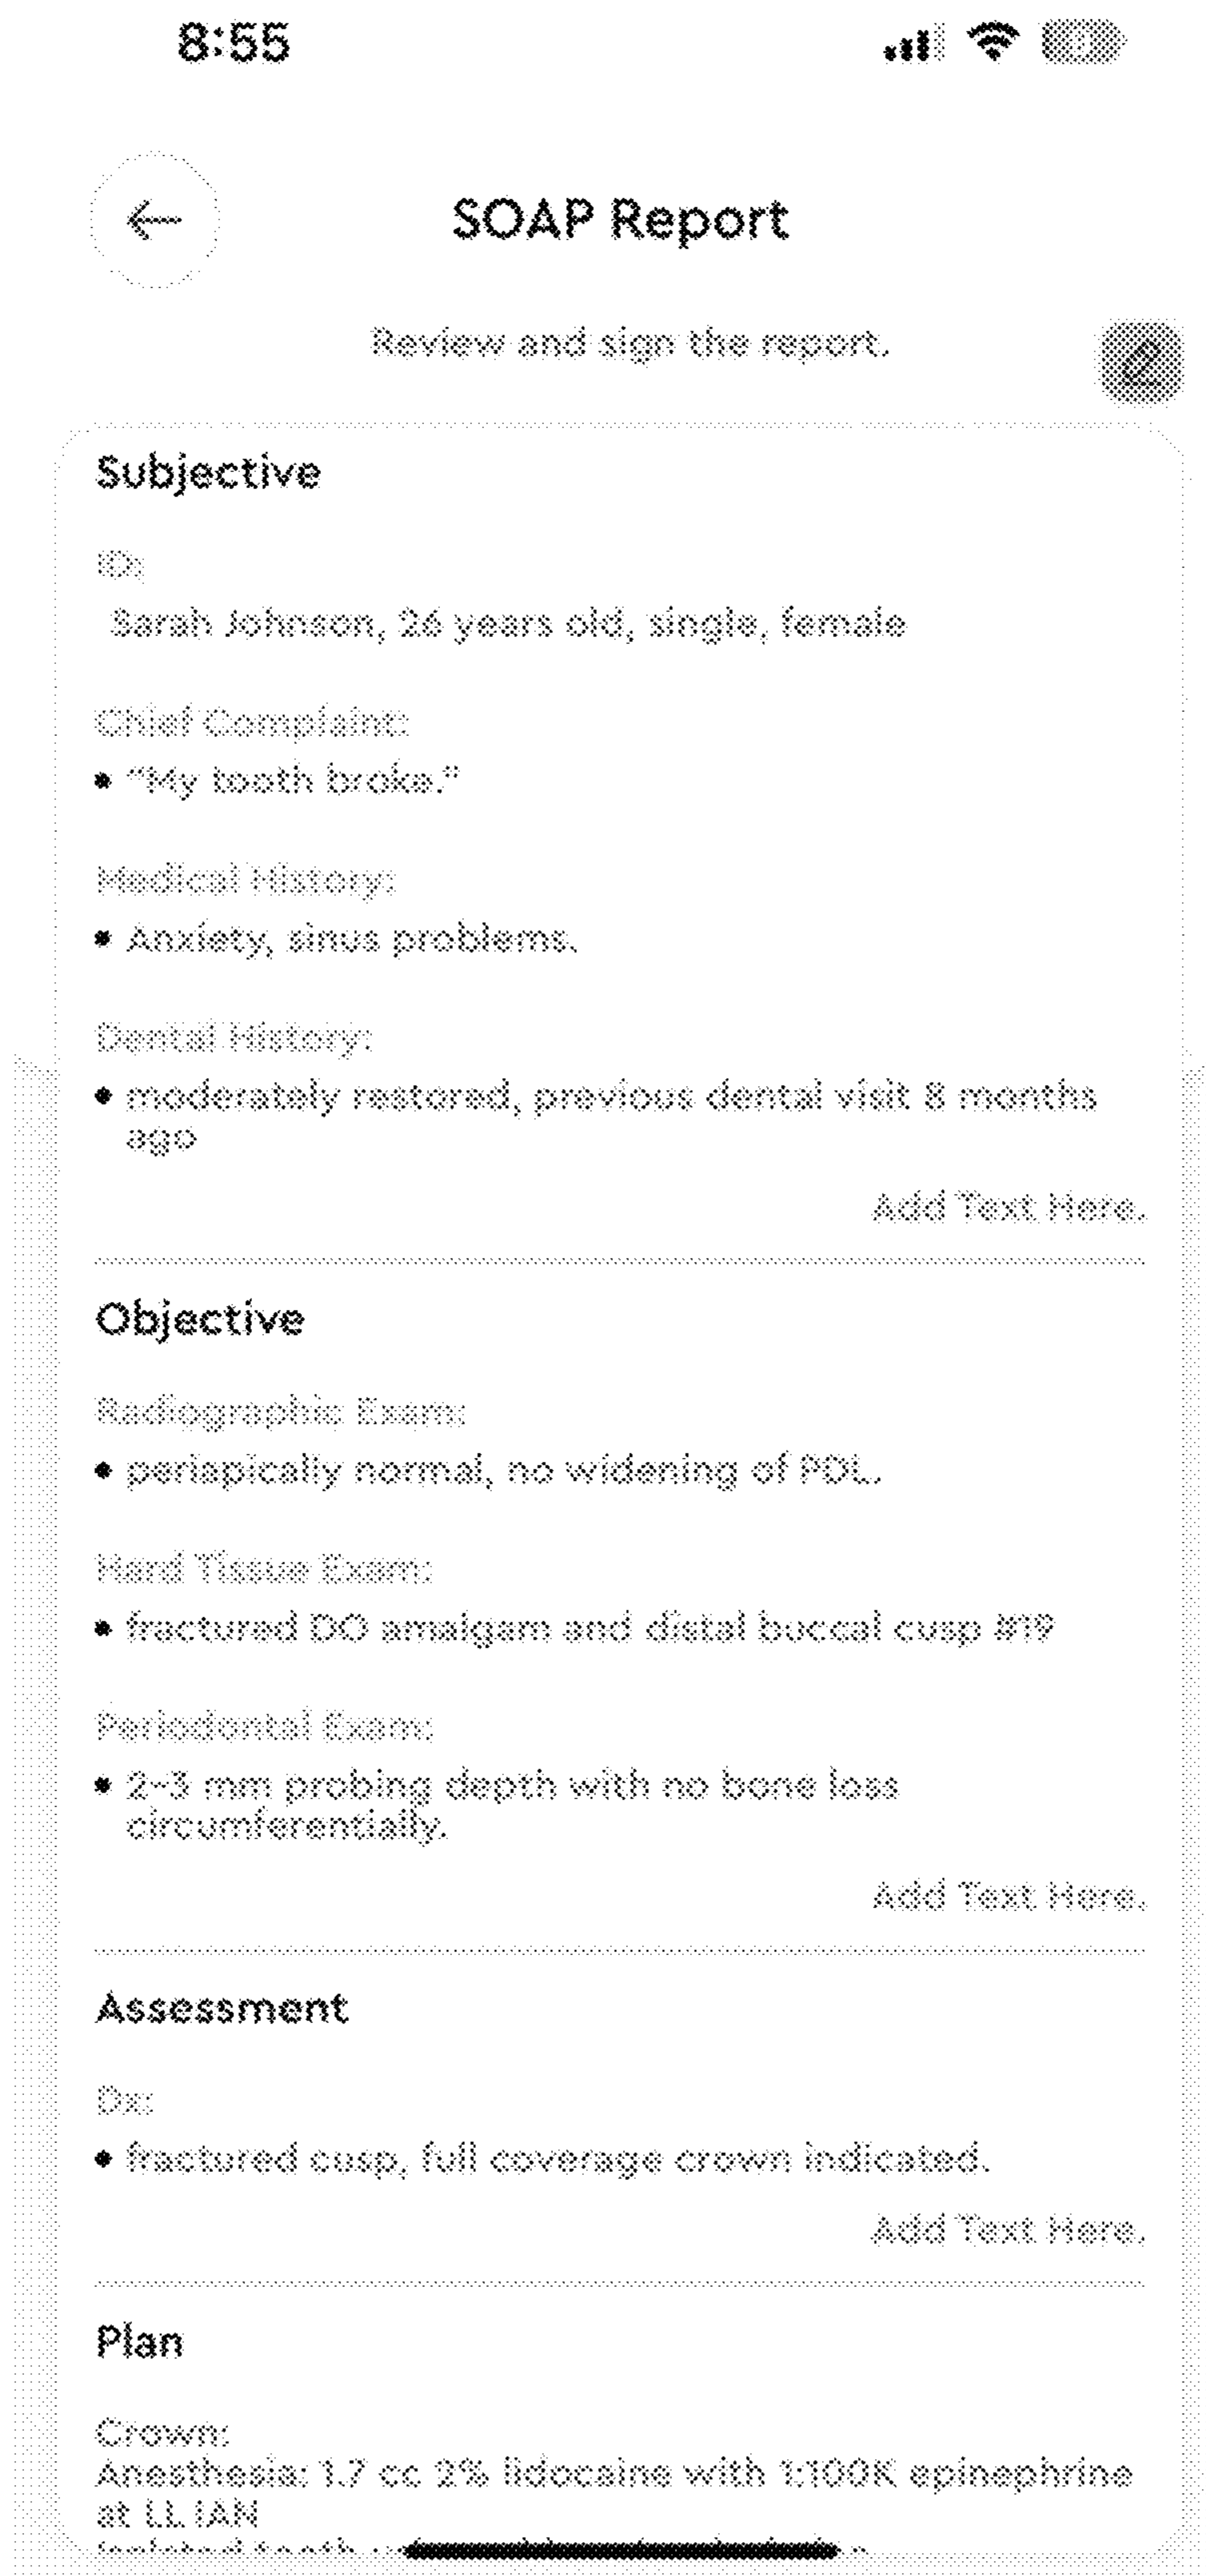 8:55
SOAP Report
Review and sign the report.
Subjective
ID:
Sarah Johnson, 26 years old, single, female
Chief Complaint:
• “My tooth broke.”
Medical History:
• Anxiety, sinus problems.
Dental History:
• moderately restored, previous dental visit 8 months
ago
Add Text Here.
Objective
Radiographic Exam:
• periapically normal, no widening of PDL.
Hard Tissue Exam:
• fractured DO amalgam and distal buccal cusp #19
Periodontal Exam:
• 2-3 mm probing depth with no bone loss
circumferentially.
Add Text Here.
Assessment
Dx:
• fractured cusp, full coverage crown indicated.
Add Text Here.
Plan
Crown:
Anesthesia: 1.7 cc 2% lidocaine with 1:100K epinephrine
at LL IAN